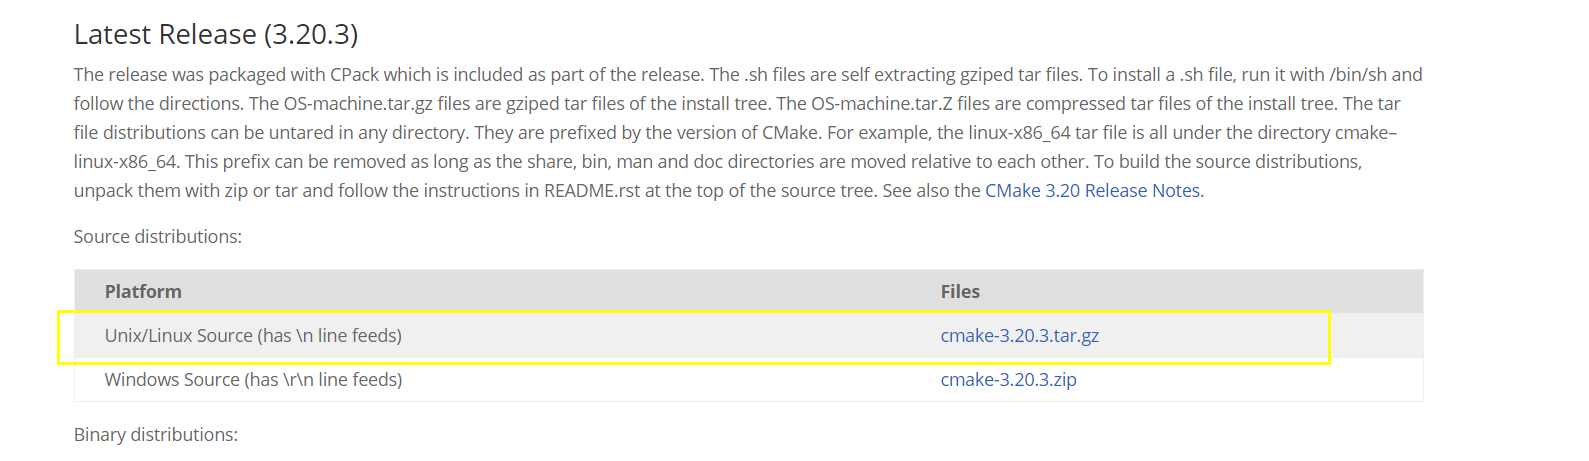 Latest Release (3.20.3)
The release was packaged with CPack which is included as part of the release. The .sh files are self extracting gziped tar files. To install a .sh file, run it with /bin/sh and
follow the directions. The OS-machine.tar.gz files are gziped tar files of the install tree. The OS-machine.tar.Z files are compressed tar files of the install tree. The tar
file distributions can be untared in any directory. They are prefixed by the version of CMake. For example, the linux-x86_64 tar file is all under the directory cmake–
linux-x86_64. This prefix can be removed as long as the share, bin, man and doc directories are moved relative to each other. To build the source distributions,
unpack them with zip or tar and follow the instructions in README.rst at the top of the source tree. See also the CMake 3.20 Release Notes.
Source distributions:
Platform Files
Unix/Linux Source (has \n line feeds) cmake-3.20.3.tar.gz
Windows Source (has \r\n line feeds) cmake-3.20.3.zip
Binary distributions: